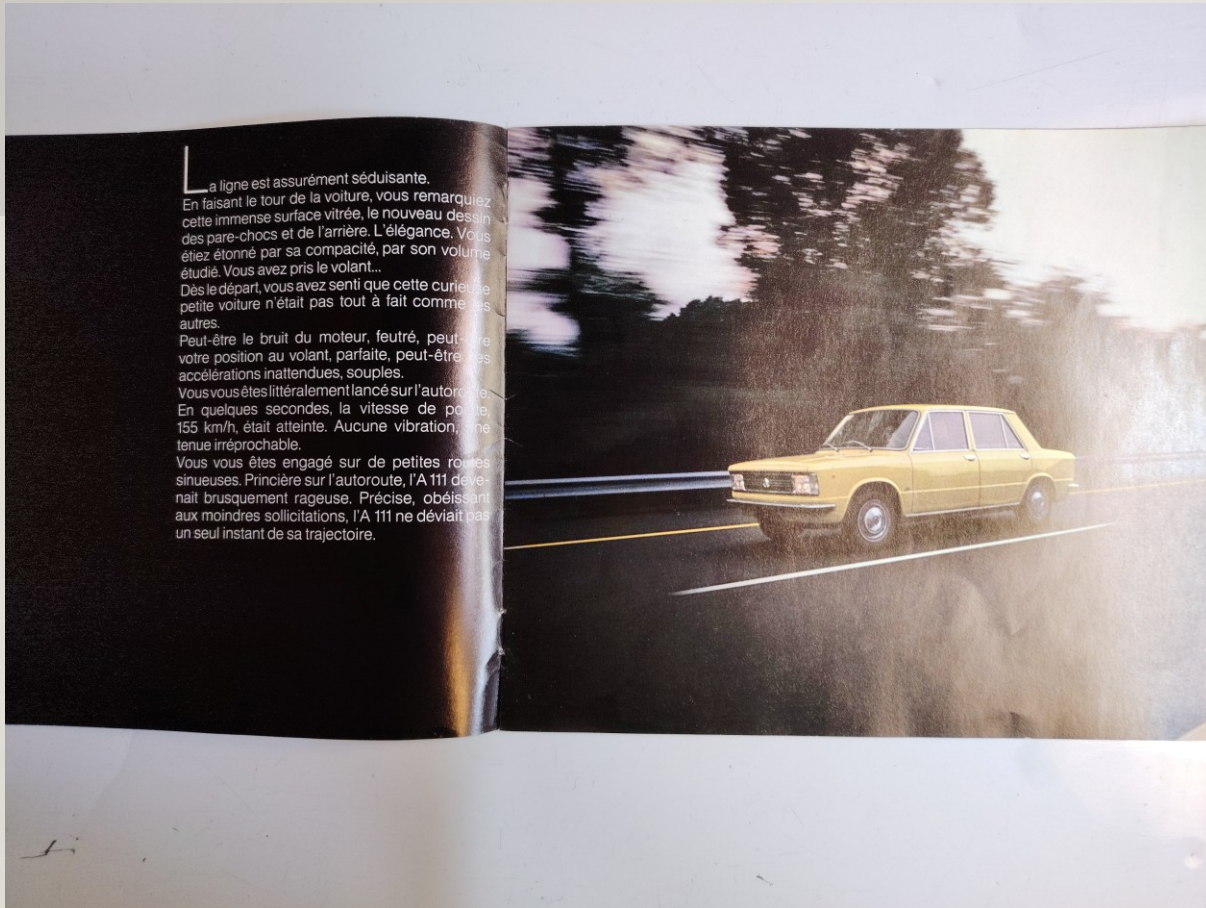 La ligne est assurément séduisante.
En faisant le tour de la voiture, vous remarquiez
cette immense surface vitrée, le nouveau dessin
des pare-chocs et de l'arrière. L'élégance. Vous
étiez étonné par sa compacité, par son volume
étudié. Vous avez pris le volant...
Dès le départ, vous avez senti que cette curieuse
petite voiture n'était pas tout à fait comme les
autres.
Peut-être le bruit du moteur, feutré, peut-être
votre position au volant, parfaite, peut-être les
accélérations inattendues, souples.
Vous vous êtes littéralement lancé sur l'autoroute.
En quelques secondes, la vitesse de pointe,
155 km/h, était atteinte. Aucune vibration, une
tenue irréprochable.
Vous vous êtes engagé sur de petites routes
sinueuses. Princière sur l'autoroute, l'A 111 deve-
nait brusquement rageuse. Précise, obéissant
aux moindres sollicitations, l'A 111 ne déviait pas
un seul instant de sa trajectoire.